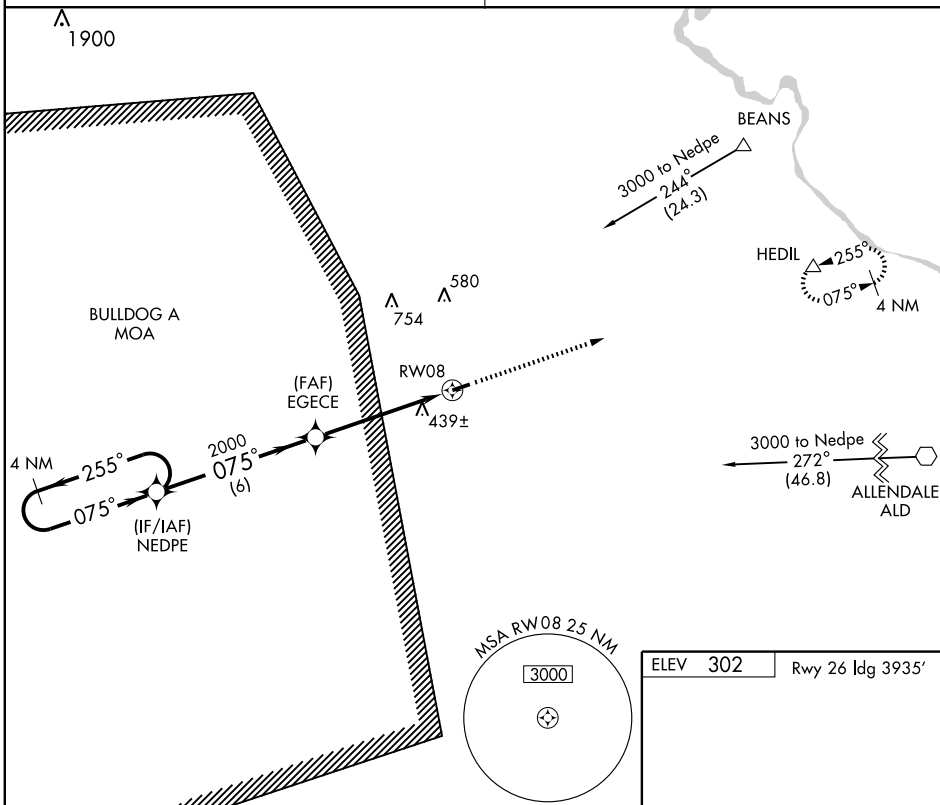 1900
BEANS
3000 to Nedpe
244°
(24.3)
HEDIL
255°
075°
4 NM
580
754
BULLDOG A
MOA
RW08
(FAF)
EGECE
439±
2000
075°
(6)
4 NM
255°
075°
(IF/IAF)
NEDPE
3000 to Nedpe
272°
(46.8)
ALLENDALE
ALD
MSA RW08 25 NM
3000
ELEV 302
Rwy 26 ldg 3935'